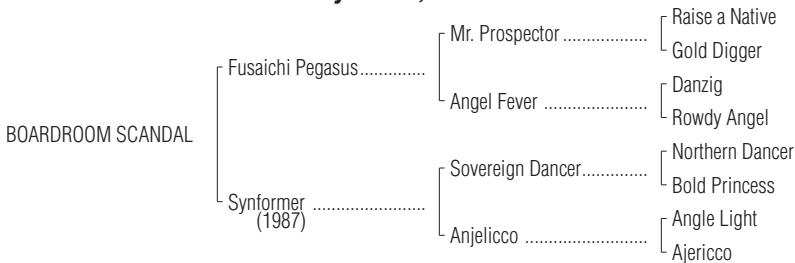 Raise a Native
Mr. Prospector ..................
Gold Digger
Fusaichi Pegasus..............
Danzig
Angel Fever ......................
Rowdy Angel
BOARDROOM SCANDAL
Northern Dancer
Sovereign Dancer..............
Bold Princess
Synformer ........................
(1987)
Angle Light
Anjelicco ..........................
Ajericco